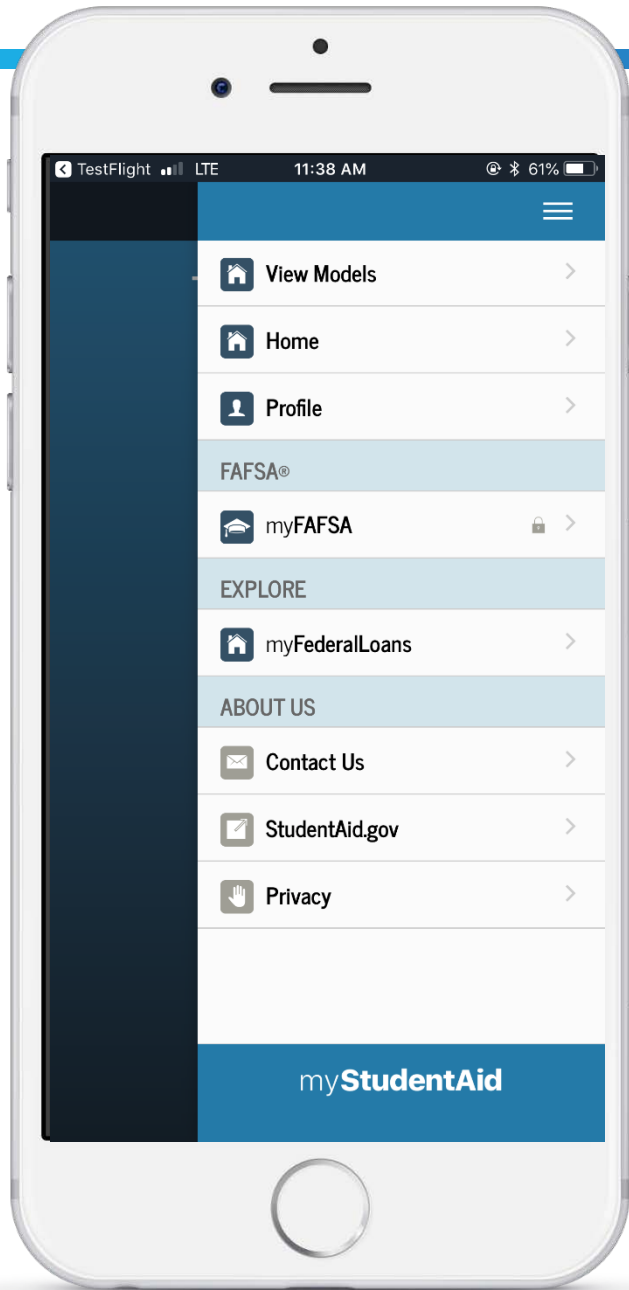 TestFlight LTE 11:38 AM 61%
View Models
Home
Profile
FAFSA®
myFAFSA
EXPLORE
myFederalLoans
ABOUT US
Contact Us
StudentAid.gov
Privacy
myStudentAid